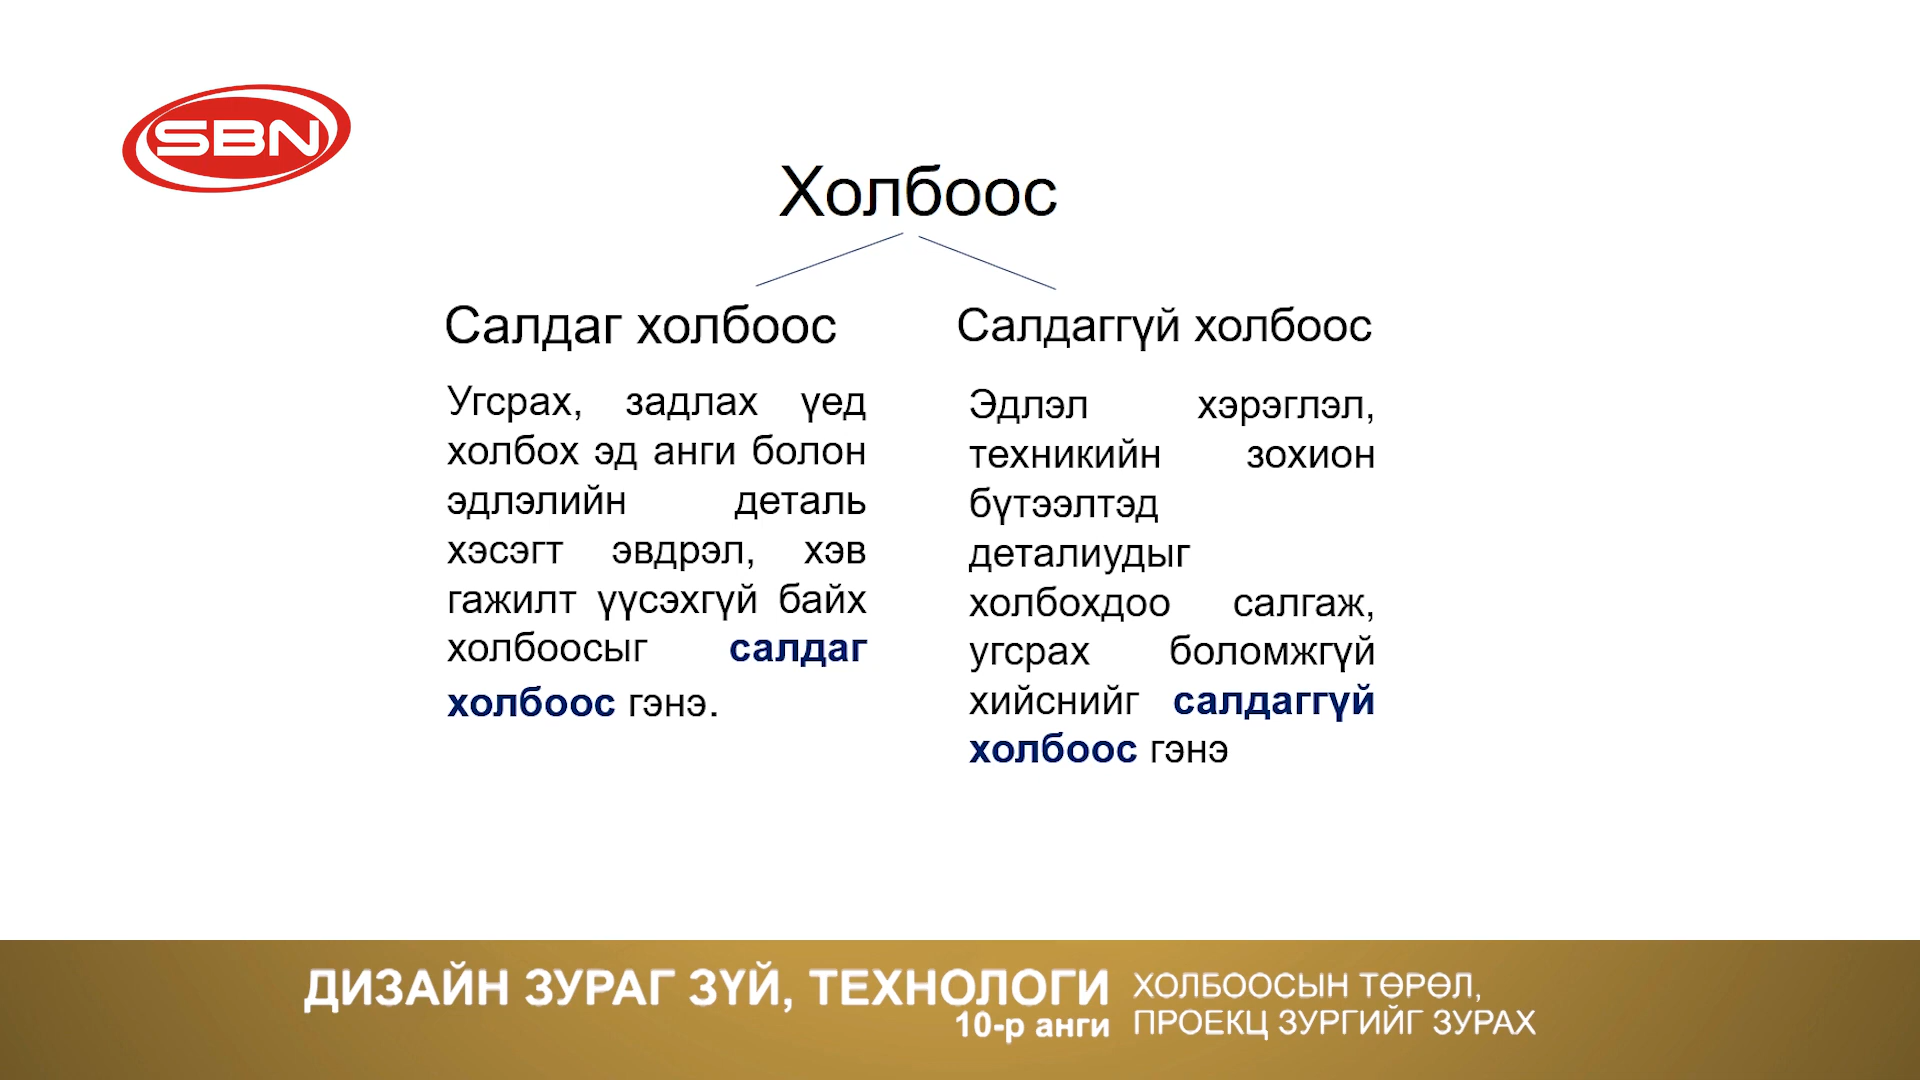 SBN
Холбоос
Салдаг холбоос
Угсрах, задлах үед
холбох эд анги болон
эдлэлийн деталь
хэсэгт эвдрэл, хэв
гажилт үүсэхгүй байх
холбоосыг салдаг
холбоос гэнэ.
Салдаггүй холбоос
Эдлэл хэрэглэл,
техникийн зохион
бүтээлтэд
деталиудыг
холбохдоо салгаж,
угсрах боломжгүй
хийснийг салдаггүй
холбоос гэнэ
ДИЗАЙН ЗУРАГ ЗҮЙ, ТЕХНОЛОГИ
10-р анги
ХОЛБООСЫН ТӨРӨЛ,
ПРОЕКЦ ЗУРГИЙГ ЗУРАХ